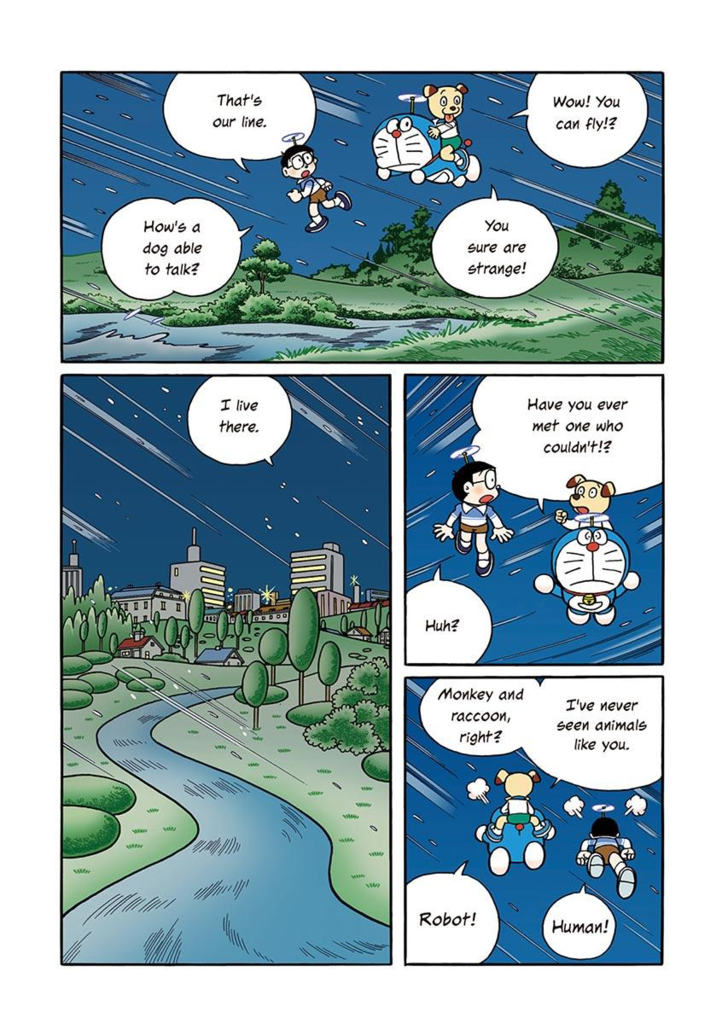 Wow! You
can fly!?
You
sure are
strange!
That's
our line.
How's a
dog able
to talk?
Have you ever
met one who
couldn't!?
Huh?
I've never
seen animals
like you.
Monkey and
raccoon,
right?
Human!
Robot!
I live
there.